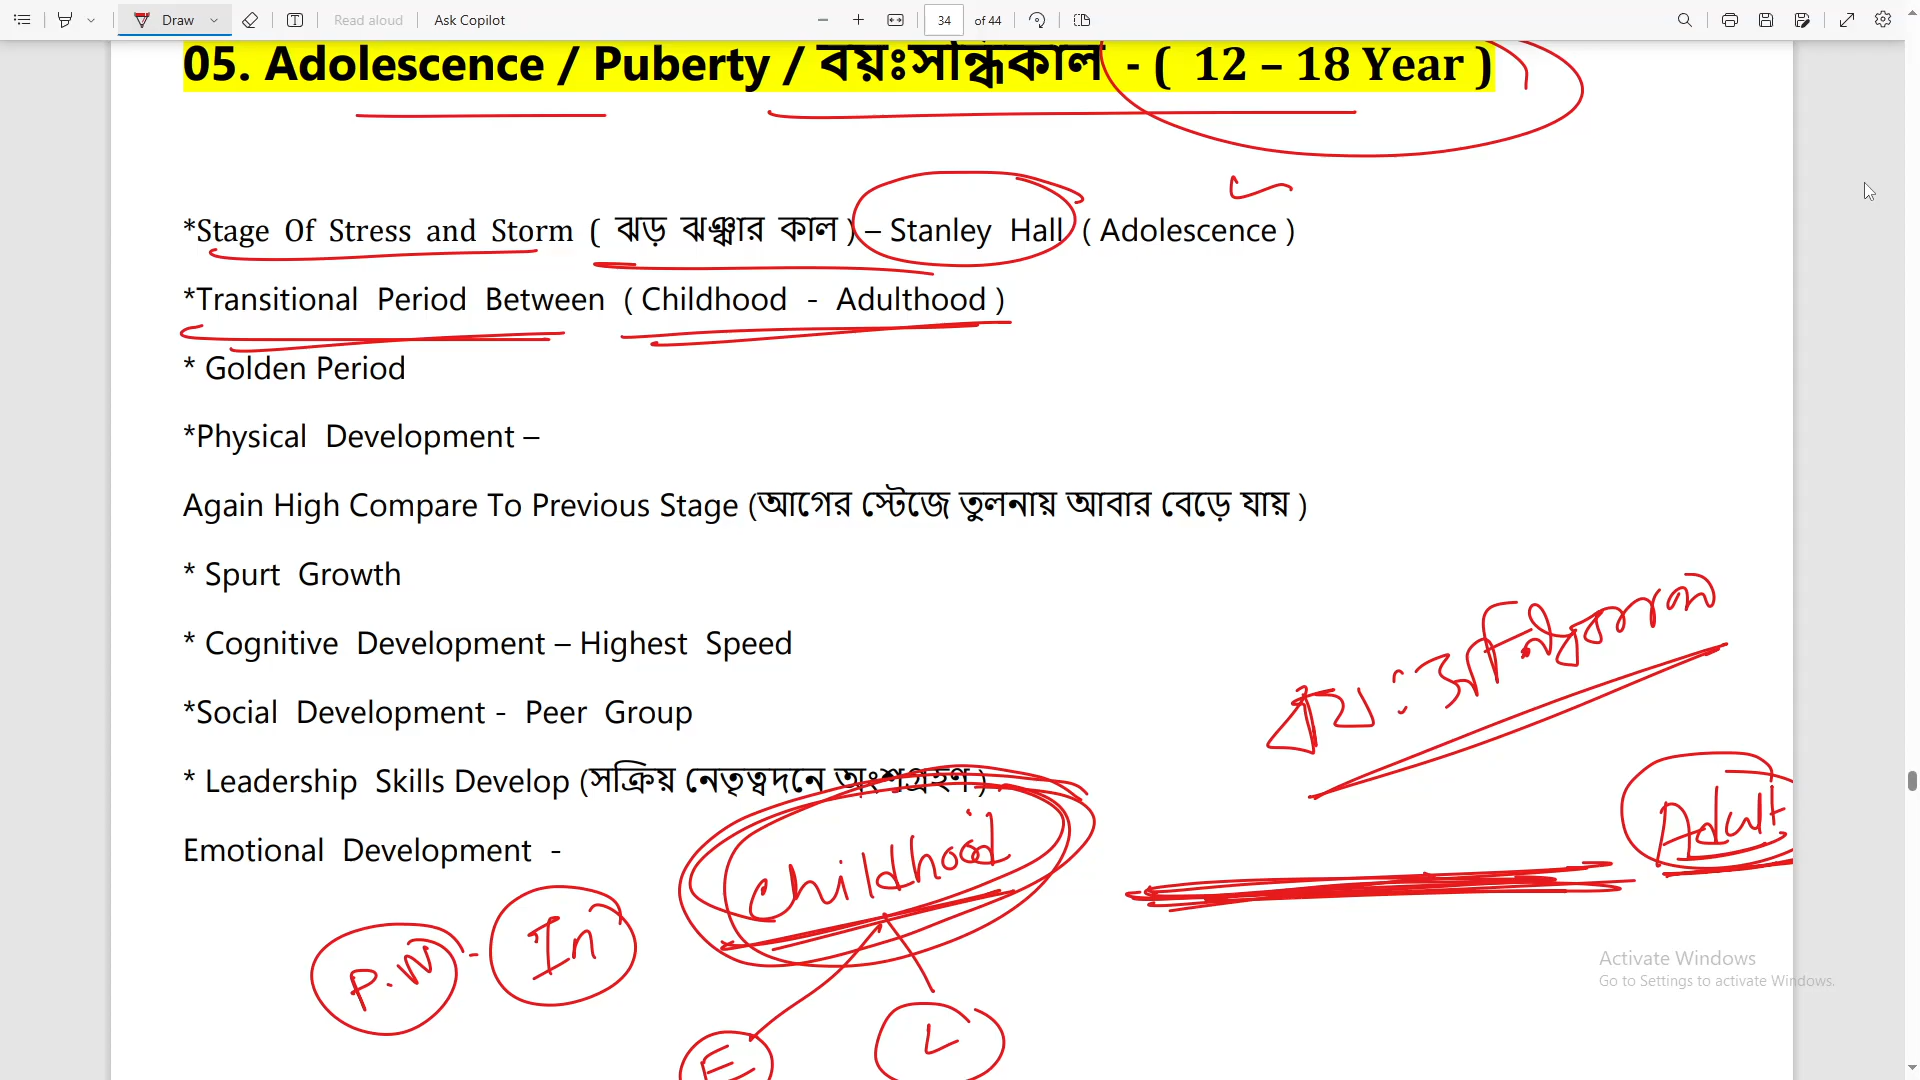 Draw
Read aloud
Ask Copilot
34 of 44
05. Adolescence / Puberty / বয়ঃসন্ধিকাল - ( 12 – 18 Year )
*Stage Of Stress and Storm ( ঝড় ঝঞ্ঝার কাল ) – Stanley Hall ( Adolescence )
*Transitional Period Between ( Childhood - Adulthood )
* Golden Period
*Physical Development –
Again High Compare To Previous Stage (আগের স্টেজে তুলনায় আবার বেড়ে যায় )
* Spurt Growth
* Cognitive Development – Highest Speed
বয়ঃসন্ধিকাল
*Social Development - Peer Group
* Leadership Skills Develop (সক্রিয় নেতৃত্বদনে অংশগ্রহণ )
Adult
Emotional Development -
Childhood
P.N - In
E L
Activate Windows
Go to Settings to activate Windows.